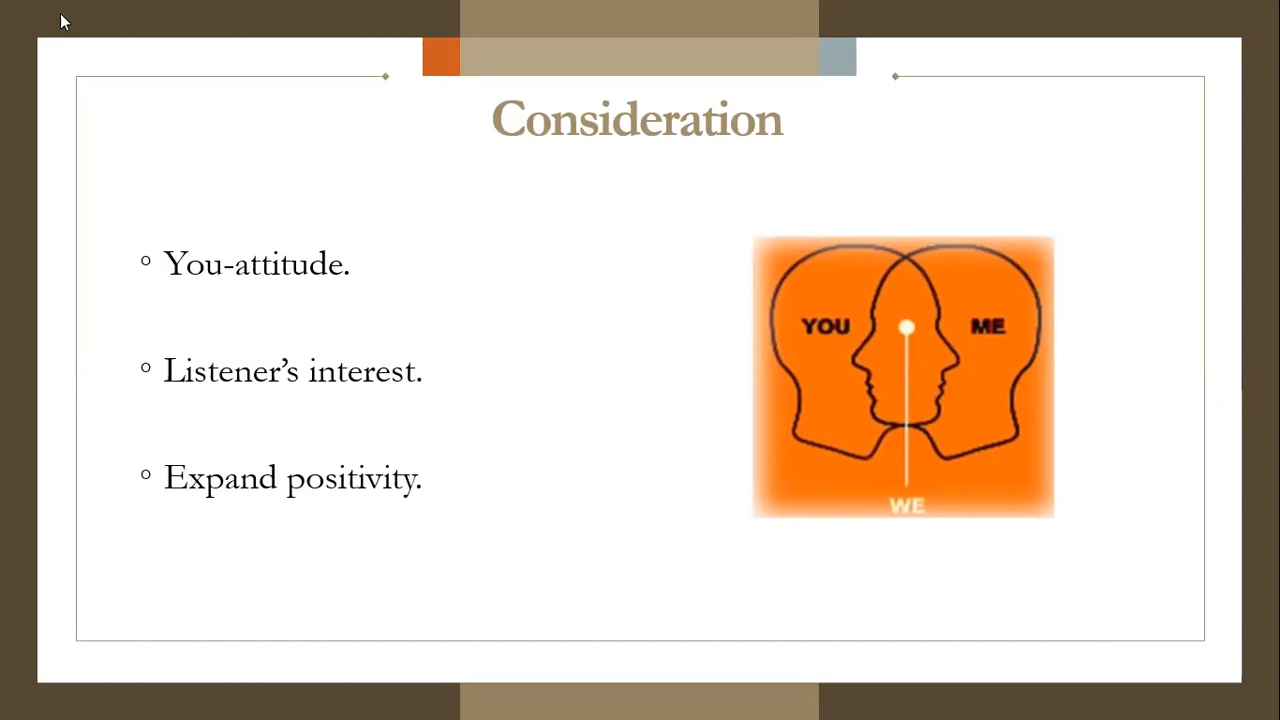 Consideration
You-attitude.
Listener’s interest.
Expand positivity.
YOU
ME
WE